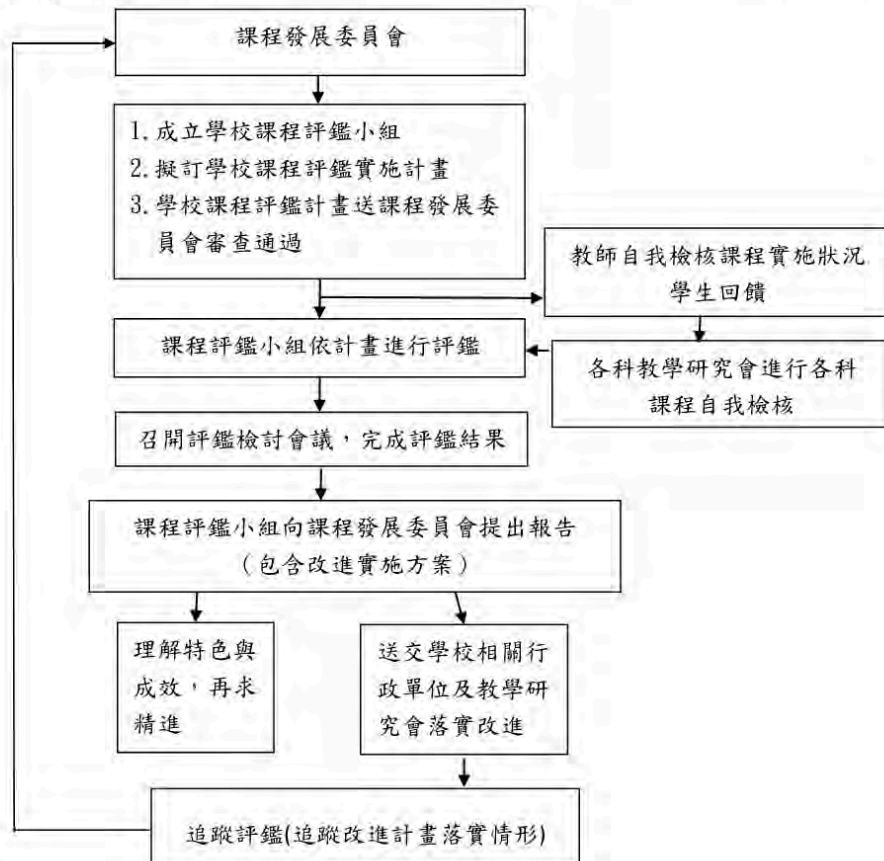 課程發展委員會
1.成立學校課程評鑑小組
2.擬訂學校課程評鑑實施計畫
3.學校課程評鑑計畫送課程發展委
員會審查通過
教師自我檢核課程實施狀況
學生回饋
課程評鑑小組依計畫進行評鑑
各科教學研究會進行各科
課程自我檢核
召開評鑑檢討會議，完成評鑑結果
課程評鑑小組向課程發展委員會提出報告
（包含改進實施方案）
理解特色與
成效，再求
精進
送交學校相關行
政單位及教學研
究會落實改進
追蹤評鑑(追蹤改進計畫落實情形)